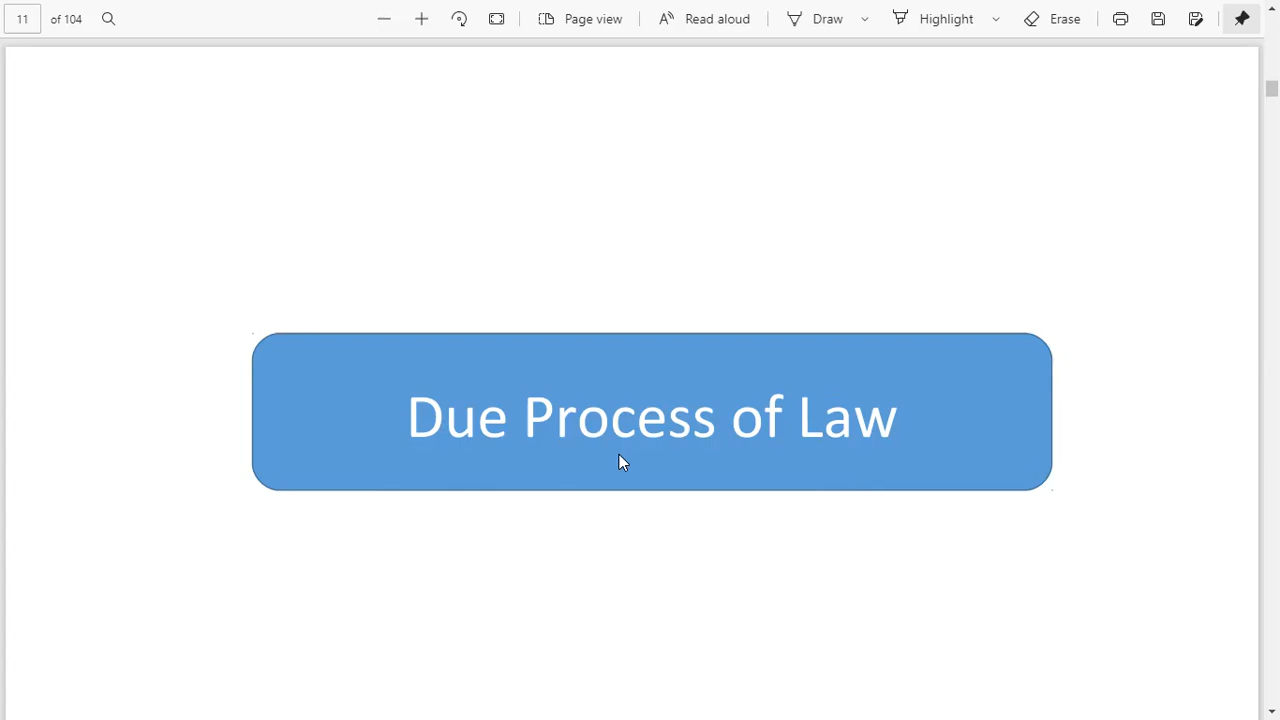 11 of 104 Page view Read aloud Draw Highlight Erase
Due Process of Law